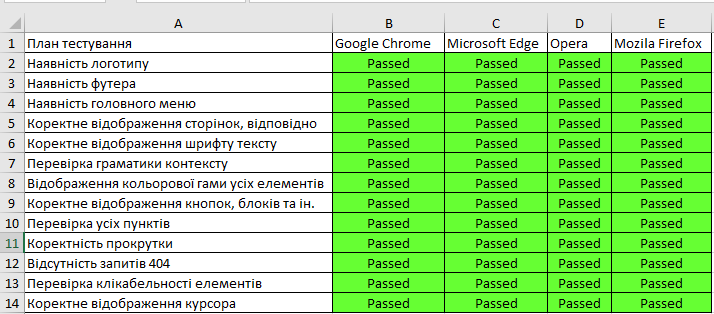 A B C D E
1 План тестування Google Chrome Microsoft Edge Opera Mozila Firefox
2 Наявність логотипу Passed Passed Passed Passed
3 Наявність футера Passed Passed Passed Passed
4 Наявність головного меню Passed Passed Passed Passed
5 Коректне відображення сторінок, відповідно Passed Passed Passed Passed
6 Коректне відображення шрифту тексту Passed Passed Passed Passed
7 Перевірка граматики контексту Passed Passed Passed Passed
8 Відображення кольорової гами усіх елементів Passed Passed Passed Passed
9 Коректне відображення кнопок, блоків та ін. Passed Passed Passed Passed
10 Перевірка усіх пунктів Passed Passed Passed Passed
11 Коректність прокрутки Passed Passed Passed Passed
12 Відсутність запитів 404 Passed Passed Passed Passed
13 Перевірка клікабельності елементів Passed Passed Passed Passed
14 Коректне відображення курсора Passed Passed Passed Passed